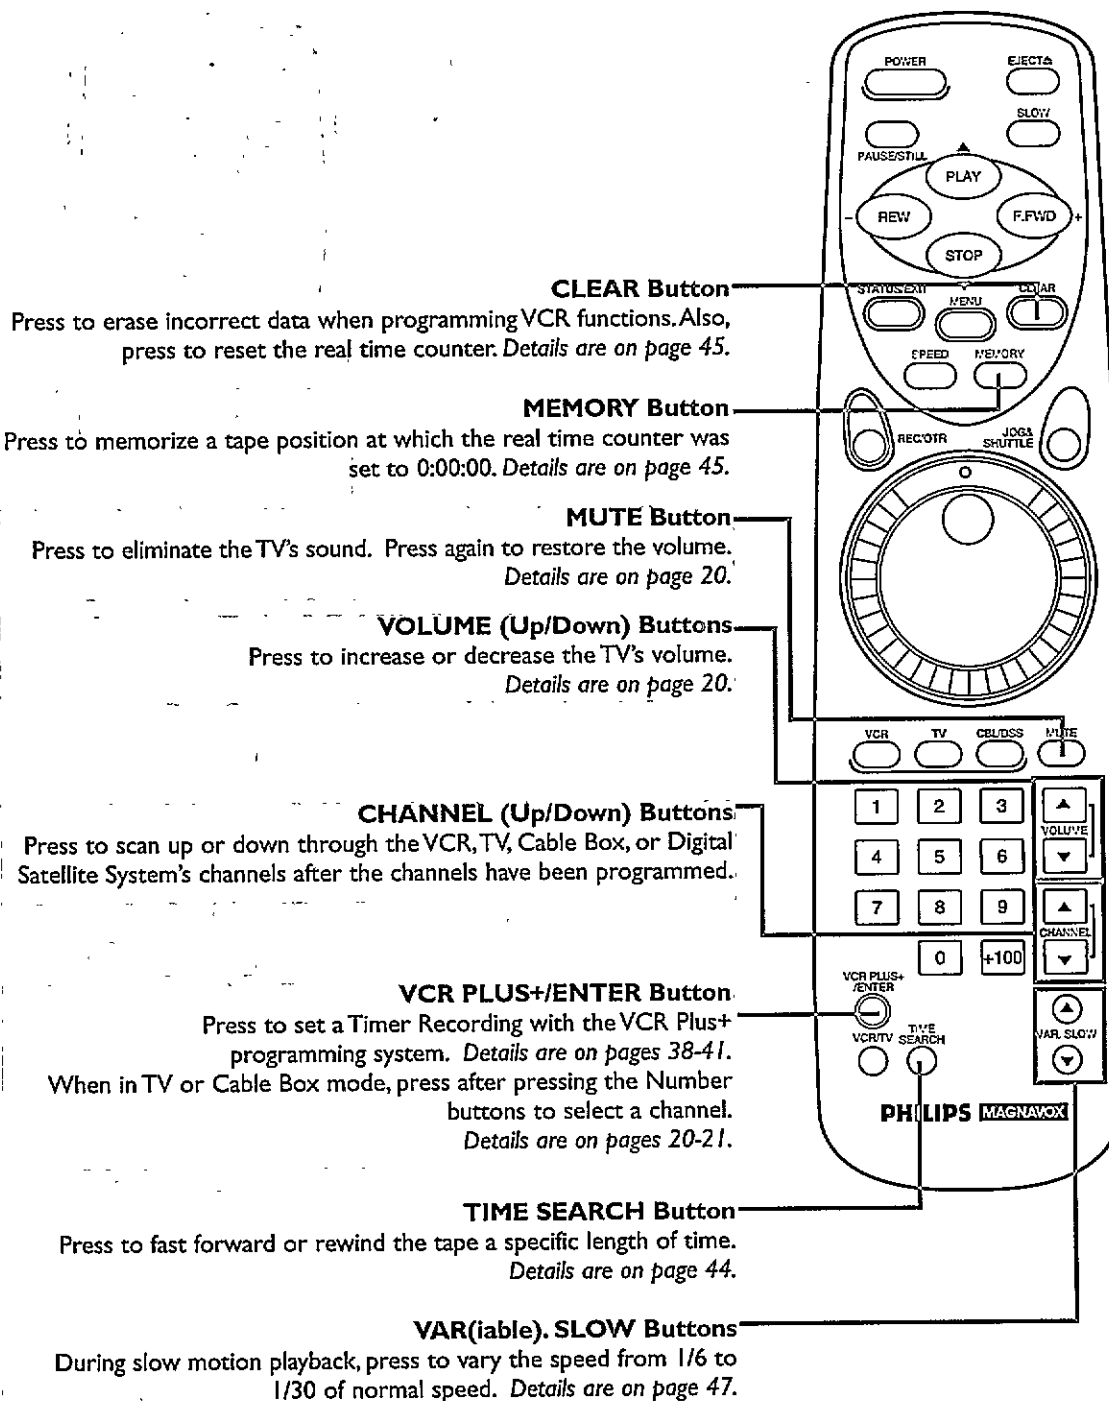 CLEAR Button
Press to erase incorrect data when programming VCR functions. Also,
press to reset the real time counter. Details are on page 45.
MEMORY Button
Press to memorize a tape position at which the real time counter was
set to 0:00:00. Details are on page 45.
MUTE Button
Press to eliminate the TV's sound. Press again to restore the volume.
Details are on page 20.
VOLUME (Up/Down) Buttons
Press to increase or decrease the TV's volume.
Details are on page 20.
CHANNEL (Up/Down) Buttons
Press to scan up or down through the VCR, TV, Cable Box, or Digital
Satellite System's channels after the channels have been programmed.
VCR PLUS+/ENTER Button
Press to set a Timer Recording with the VCR Plus+
programming system. Details are on pages 38-41.
When in TV or Cable Box mode, press after pressing the Number
buttons to select a channel.
Details are on pages 20-21.
TIME SEARCH Button
Press to fast forward or rewind the tape a specific length of time.
Details are on page 44.
VAR(iable). SLOW Buttons
During slow motion playback, press to vary the speed from 1/6 to
1/30 of normal speed. Details are on page 47.
POWER EJECT
SLOW
PAUSE/STILL
PLAY
- REW F.FWD +
STOP
STATUS/EXIT MENU CLEAR
SPEED MEMORY
REC/OTR JOG&
SHUTTLE
VCR TV CBL/DSS MUTE
1 2 3
VOLUME
4 5 6
7 8 9
CHANNEL
0 +100
VCR PLUS+
/ENTER
VCR/TV TIME
SEARCH
VAR. SLOW
PHILIPS MAGNAVOX